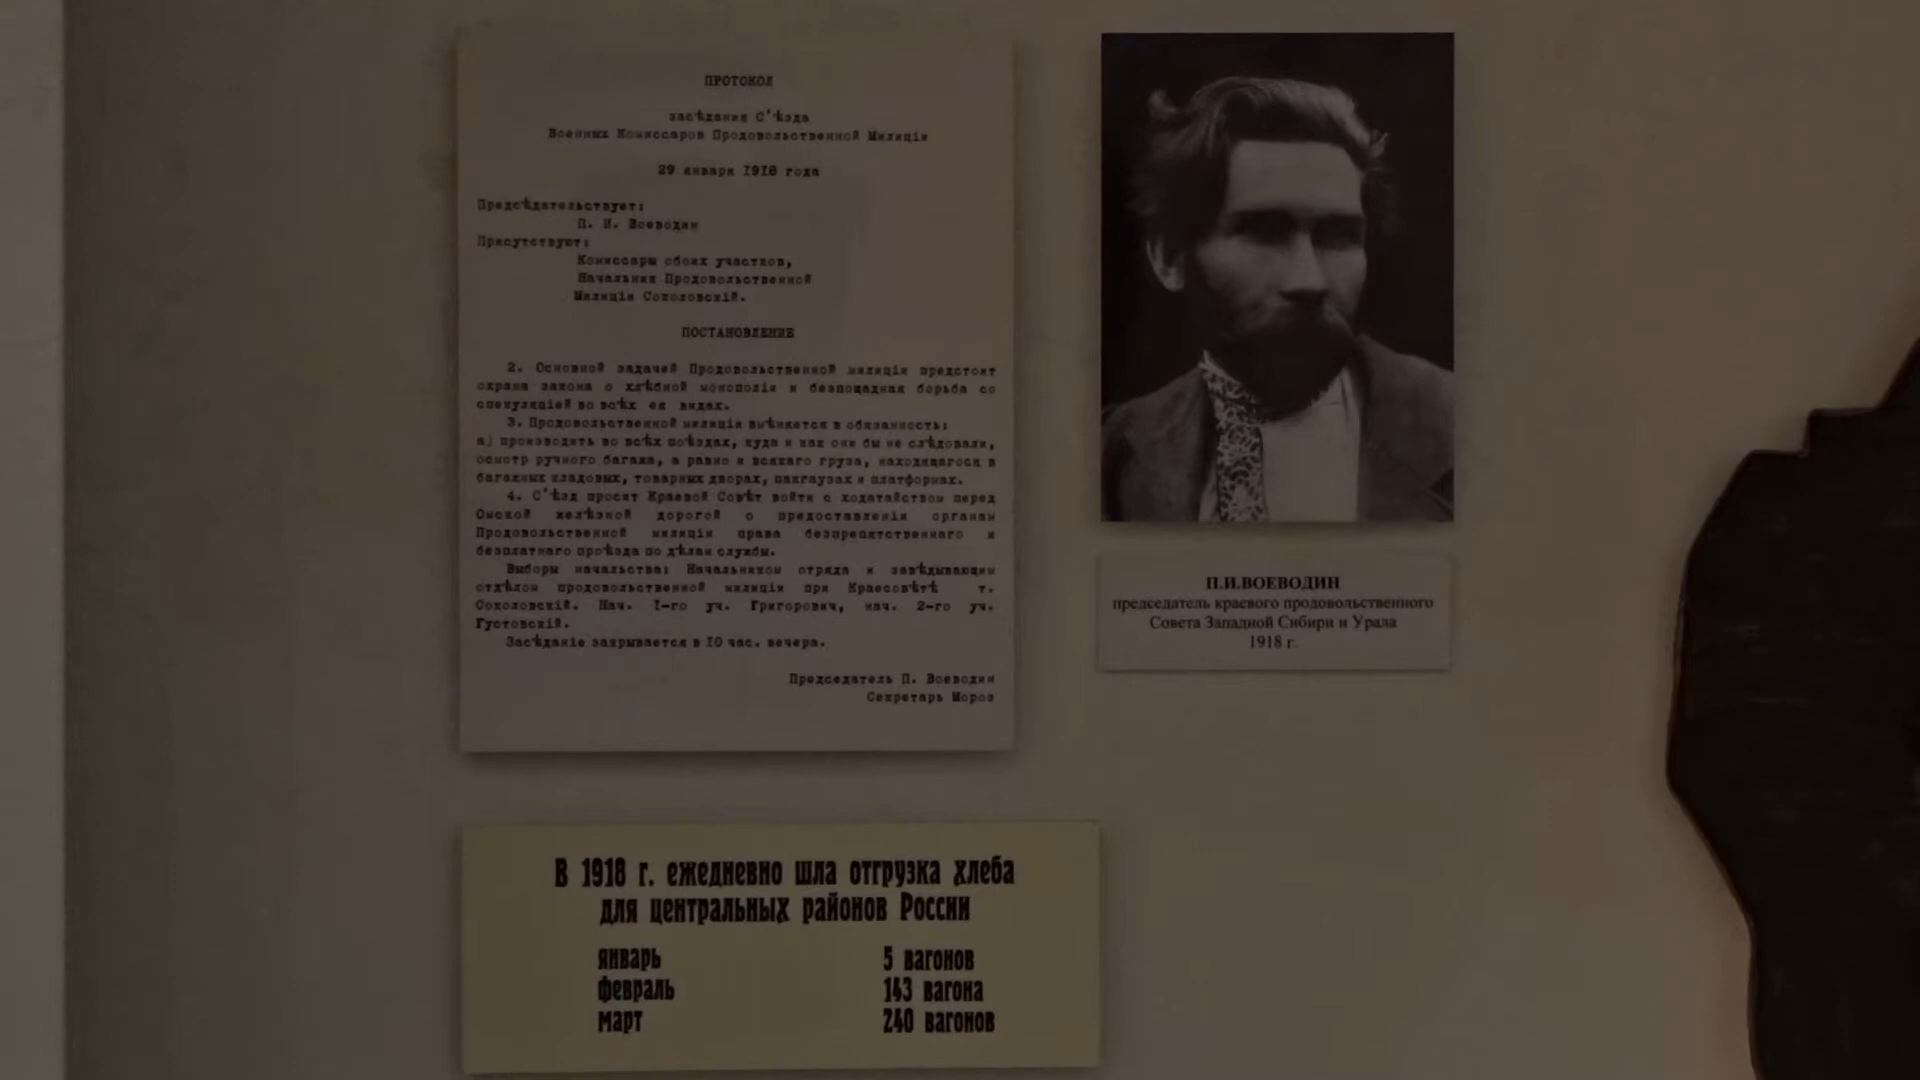 ПРОТОКОЛ
засѣдания С'ѣзда
Военных Комиссаров Продовольственной Милиціи
29 января 1918 года
Предсѣдательствует:
П. И. Воеводин
Присутствуют:
Комиссары обоих участков,
Начальник Продовольственной
Милиціи Соколовскій.
ПОСТАНОВЛЕНИЕ
2. Основной задачей Продовольственной милиціи предстоит
охрана закона о хлѣбной монополіи и безпощадная борьба со
спекуляціей во всѣх ея видах.
3. Продовольственной милиціи вмѣняется в обязанность:
а) производить во всѣх поѣздах, куда и как они бы не слѣдовали,
осмотр ручного багажа, а равно и всякаго груза, находящагося в
багажных кладовых, товарных дворах, пакгаузах и платформах.
4. С'ѣзд просит Краевой Совѣт войти с ходатайством перед
Омской желѣзной дорогой о предоставленіи органам
Продовольственной милиціи права безпрепятственнаго и
безплатнаго проѣзда по дѣлам службы.
Выборы начальства: Начальником отряда и завѣдывающим
отдѣлом продовольственной милиціи при Краесовѣтѣ т.
Соколовскій. Нач. I-го уч. Григорович, нач. 2-го уч.
Густовскій.
Засѣданіе закрывается в 10 час. вечера.
Председатель П. Воеводин
Секретарь Мороз
П.И.ВОЕВОДИН
председатель краевого продовольственного
Совета Западной Сибири и Урала
1918 г.
В 1918 г. ежедневно шла отгрузка хлеба
для центральных районов России
январь 5 вагонов
февраль 143 вагона
март 240 вагонов